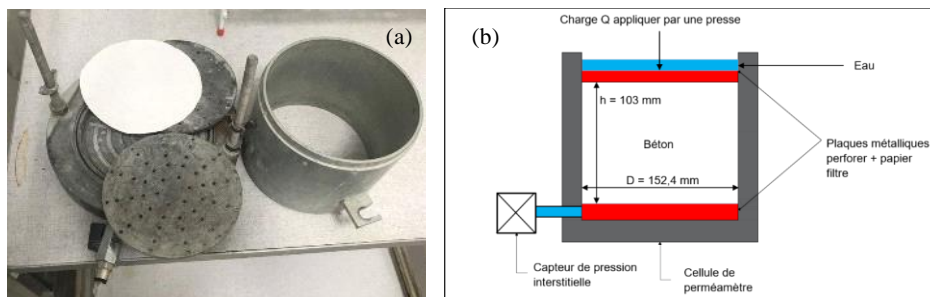 (a)
(b)
Charge Q appliquer par une presse
Eau
h = 103 mm
Béton
Plaques métalliques
perforer + papier
filtre
D = 152,4 mm
Capteur de pression
interstitielle
Cellule de
perméamètre